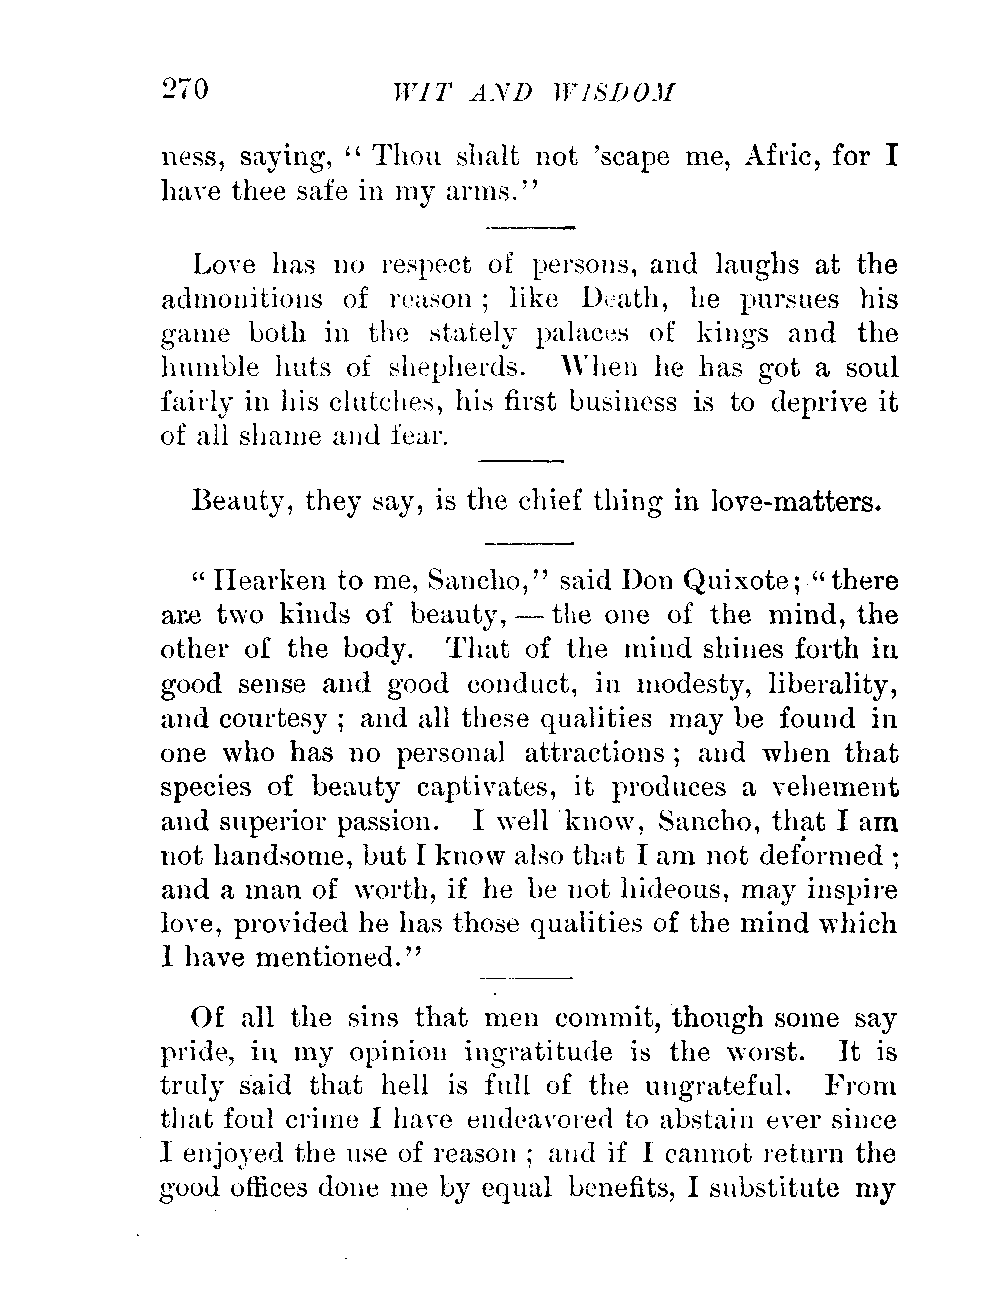 270 WIT AND WISDOM
ness, saying, “ Thou shalt not ’scape me, Afric, for I
have thee safe in my arms.”
Love has no respect of persons, and laughs at the
admonitions of reason ; like Death, he pursues his
game both in the stately palaces of kings and the
humble huts of shepherds. When he has got a soul
fairly in his clutches, his first business is to deprive it
of all shame and fear.
Beauty, they say, is the chief thing in love-matters.
“ Hearken to me, Sancho,” said Don Quixote ; “ there
are two kinds of beauty, — the one of the mind, the
other of the body. That of the mind shines forth in
good sense and good conduct, in modesty, liberality,
and courtesy ; and all these qualities may be found in
one who has no personal attractions ; and when that
species of beauty captivates, it produces a vehement
and superior passion. I well know, Sancho, that I am
not handsome, but I know also that I am not deformed ;
and a man of worth, if he be not hideous, may inspire
love, provided he has those qualities of the mind which
I have mentioned.”
Of all the sins that men commit, though some say
pride, in my opinion ingratitude is the worst. It is
truly said that hell is full of the ungrateful. From
that foul crime I have endeavored to abstain ever since
I enjoyed the use of reason ; and if I cannot return the
good offices done me by equal benefits, I substitute my